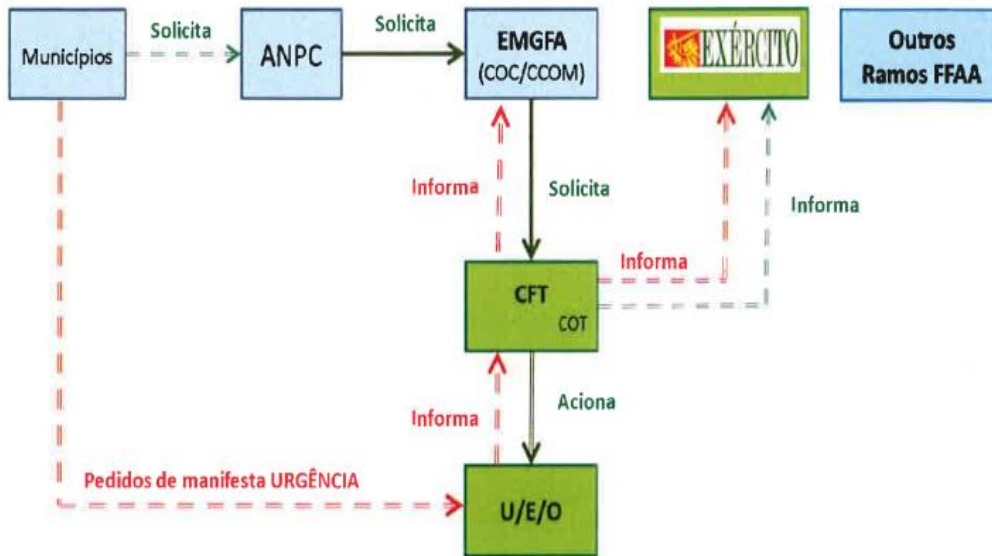 Municípios
Solicita
ANPC
Solicita
EMGFA
(COC/CCOM)
EXÉRCITO
Outros
Ramos FFAA
Informa
Solicita
Informa
Informa
CFT
COT
Informa
Aciona
Pedidos de manifesta URGÊNCIA
U/E/O